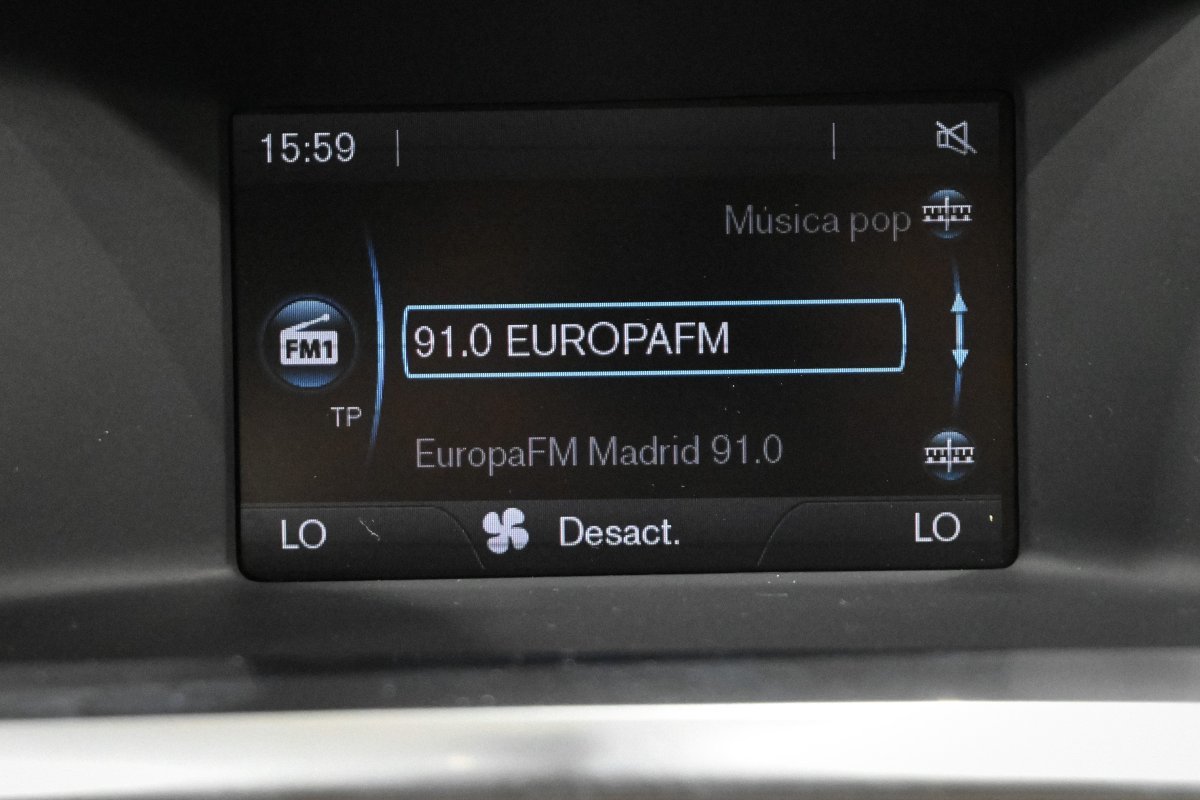 15:59
Música pop
FM1
91.0 EUROPAFM
TP
EuropaFM Madrid 91.0
LO Desact. LO